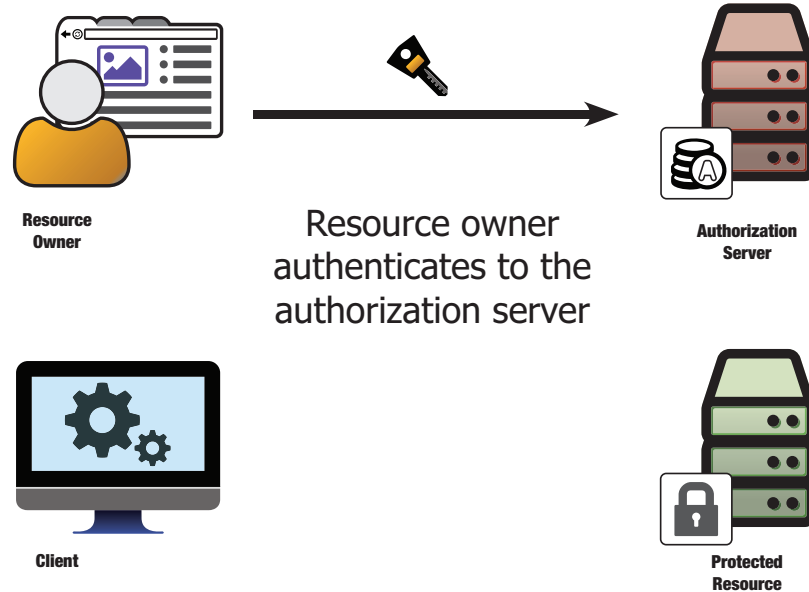 Resource
Owner
Authorization
Server
A
Resource owner
authenticates to the
authorization server
Client
Protected
Resource